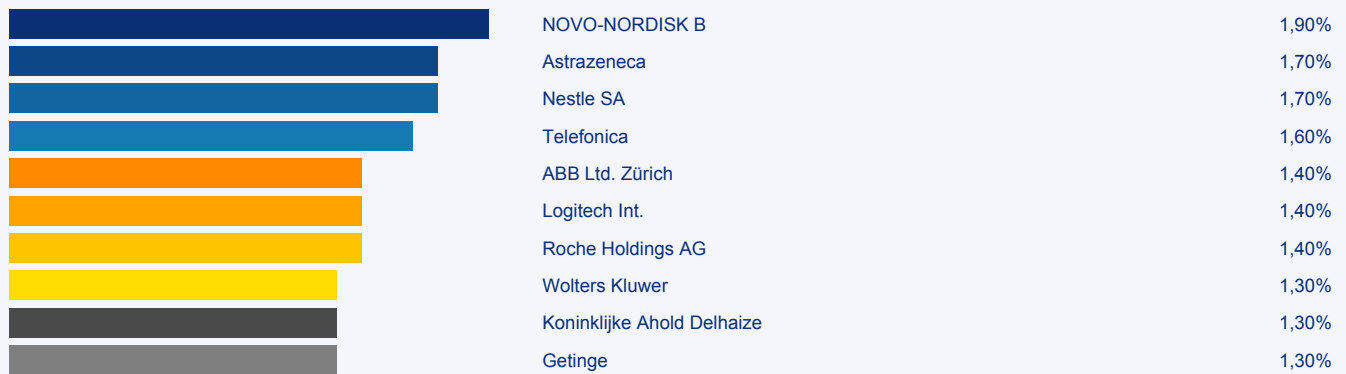 NOVO-NORDISK B 1,90%
Astrazeneca 1,70%
Nestle SA 1,70%
Telefonica 1,60%
ABB Ltd. Zürich 1,40%
Logitech Int. 1,40%
Roche Holdings AG 1,40%
Wolters Kluwer 1,30%
Koninklijke Ahold Delhaize 1,30%
Getinge 1,30%